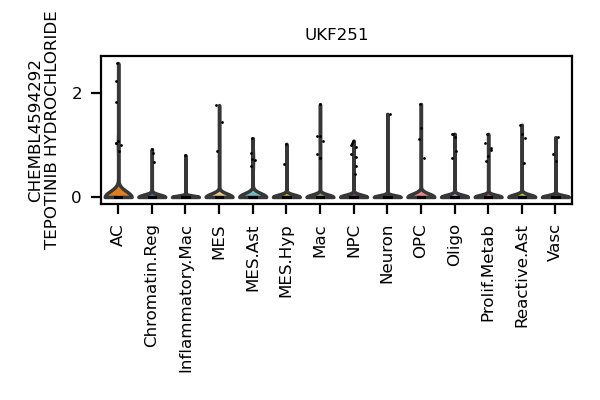 UKF251
CHEMBL4594292
TEPOTINIB HYDROCHLORIDE
2
0
AC
Chromatin.Reg
Inflammatory.Mac
MES
MES.Ast
MES.Hyp
Mac
NPC
Neuron
OPC
Oligo
Prolif.Metab
Reactive.Ast
Vasc